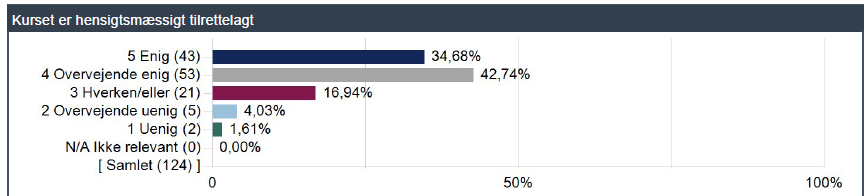 Kurset er hensigtsmæssigt tilrettelagt
5 Enig (43) 34,68%
4 Overvejende enig (53) 42,74%
3 Hverken/eller (21) 16,94%
2 Overvejende uenig (5) 4,03%
1 Uenig (2) 1,61%
N/A Ikke relevant (0) 0,00%
[ Samlet (124) ]
0 50% 100%